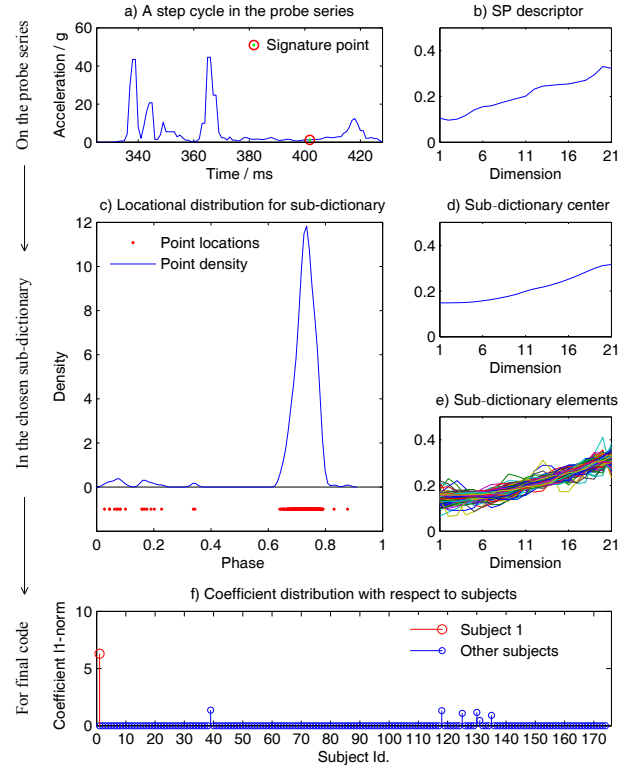 On the probe series
In the chosen sub-dictionary
For final code
a) A step cycle in the probe series
Acceleration / g
60
40
20
0
Signature point
340 360 380 400 420
Time / ms
b) SP descriptor
0.4
0.2
0
1 6 11 16 21
Dimension
c) Locational distribution for sub-dictionary
Density
12
10
8
6
4
2
0
Point locations
Point density
0 0.2 0.4 0.6 0.8 1
Phase
d) Sub-dictionary center
0.4
0.2
0
1 6 11 16 21
Dimension
e) Sub-dictionary elements
0.4
0.2
0
1 6 11 16 21
Dimension
f) Coefficient distribution with respect to subjects
Coefficient l1-norm
10
5
0
Subject 1
Other subjects
0 10 20 30 40 50 60 70 80 90 100 110 120 130 140 150 160 170
Subject Id.